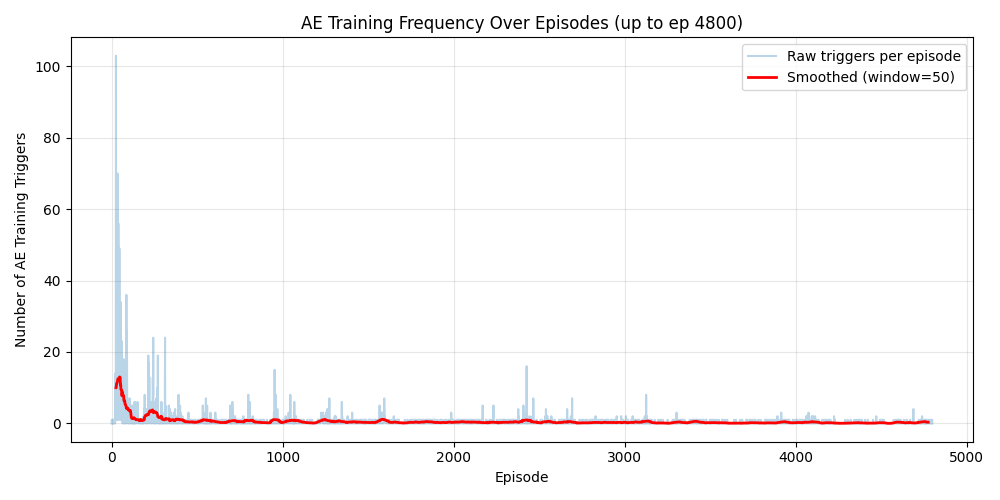 AE Training Frequency Over Episodes (up to ep 4800)
Raw triggers per episode
Smoothed (window=50)
Number of AE Training Triggers
100
80
60
40
20
0
0 1000 2000 3000 4000 5000
Episode